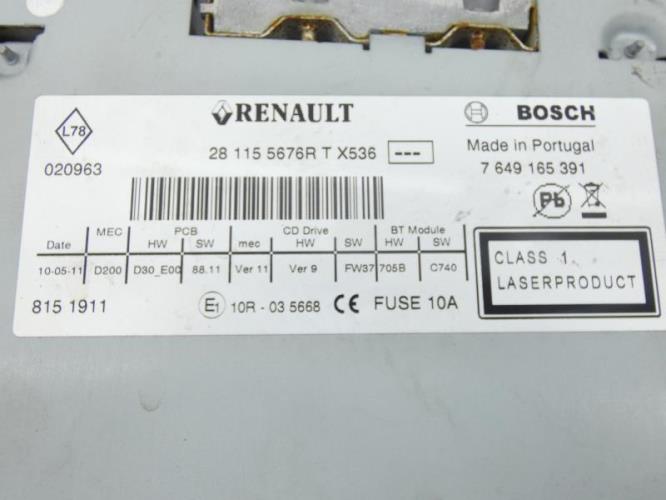 L78
RENAULT
BOSCH
28 115 5676R T X536 ---
Made in Portugal
020963
7 649 165 391
Pb
MEC PCB CD Drive BT Module
Date HW SW mec HW SW HW SW
10-05-11 D200 D30_E00 88.11 Ver 11 Ver 9 FW37 705B C740
CLASS 1
LASERPRODUCT
815 1911
E1 10R - 03 5668 CE FUSE 10A